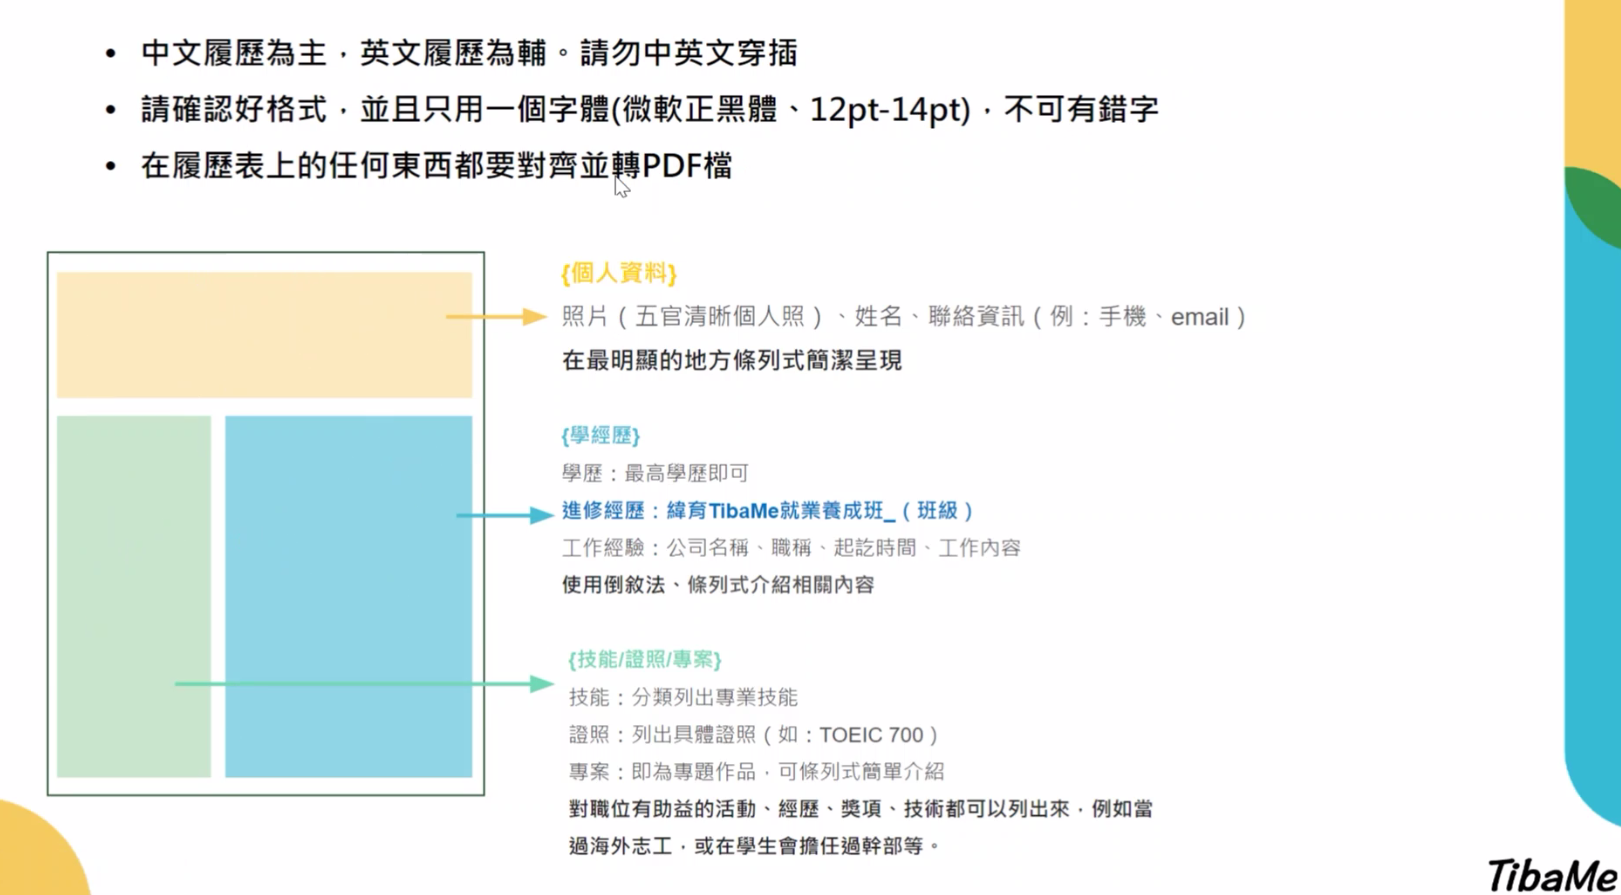 • 中文履歷為主，英文履歷為輔。請勿中英文穿插
• 請確認好格式，並且只用一個字體(微軟正黑體、12pt-14pt)，不可有錯字
• 在履歷表上的任何東西都要對齊並轉PDF檔
{個人資料}
照片（五官清晰個人照）、姓名、聯絡資訊（例：手機、email）
在最明顯的地方條列式簡潔呈現
{學經歷}
學歷：最高學歷即可
進修經歷：緯育TibaMe就業養成班_（班級）
工作經驗：公司名稱、職稱、起訖時間、工作內容
使用倒敘法、條列式介紹相關內容
{技能/證照/專案}
技能：分類列出專業技能
證照：列出具體證照（如：TOEIC 700）
專案：即為專題作品，可條列式簡單介紹
對職位有助益的活動、經歷、獎項、技術都可以列出來，例如當
過海外志工，或在學生會擔任過幹部等。
TibaMe